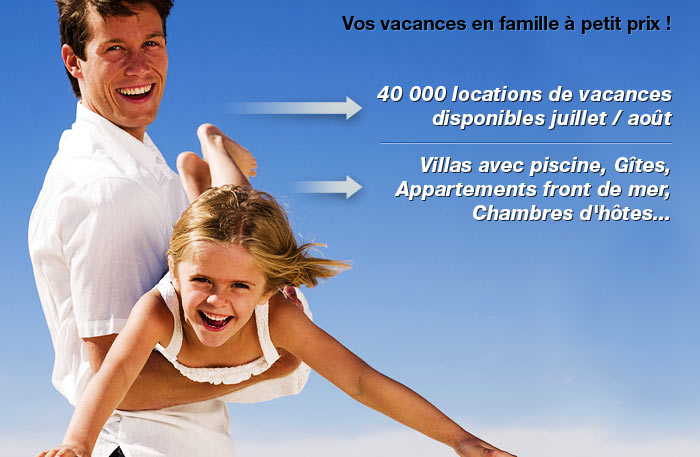 Vos vacances en famille à petit prix !
40 000 locations de vacances
disponibles juillet / août
Villas avec piscine, Gîtes,
Appartements front de mer,
Chambres d'hôtes...